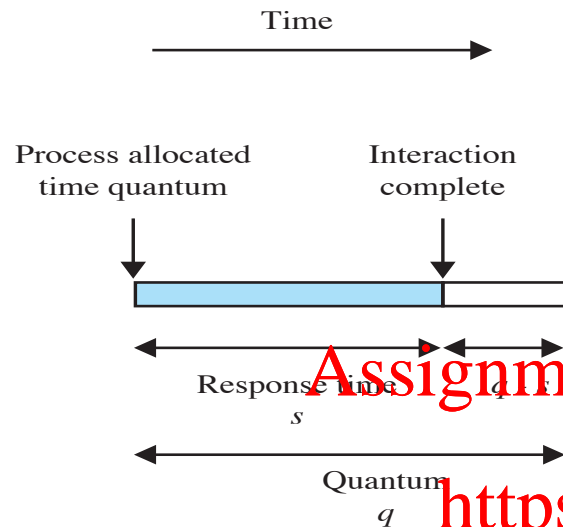 Time
Process allocated
time quantum
Interaction
complete
Response time
s
q - s
Assignm
Quantum
q
https